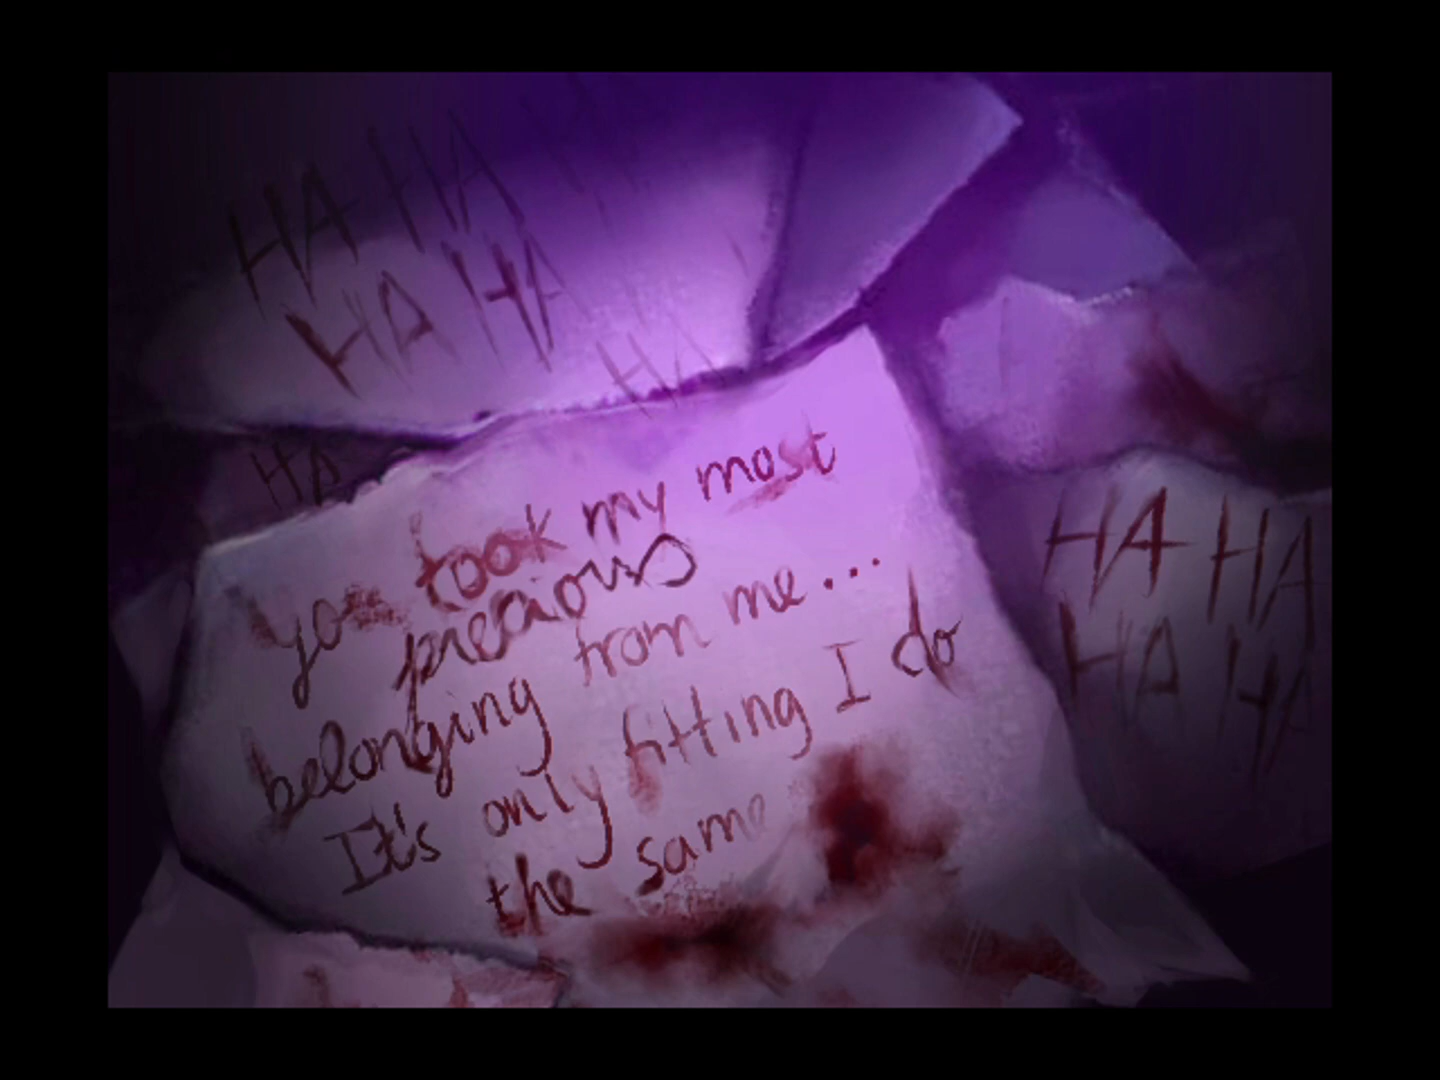 HA HA
HA HA
HA
HA
you took my most
precious
belonging from me...
It's only fitting I do
the same
HA HA
HA HA